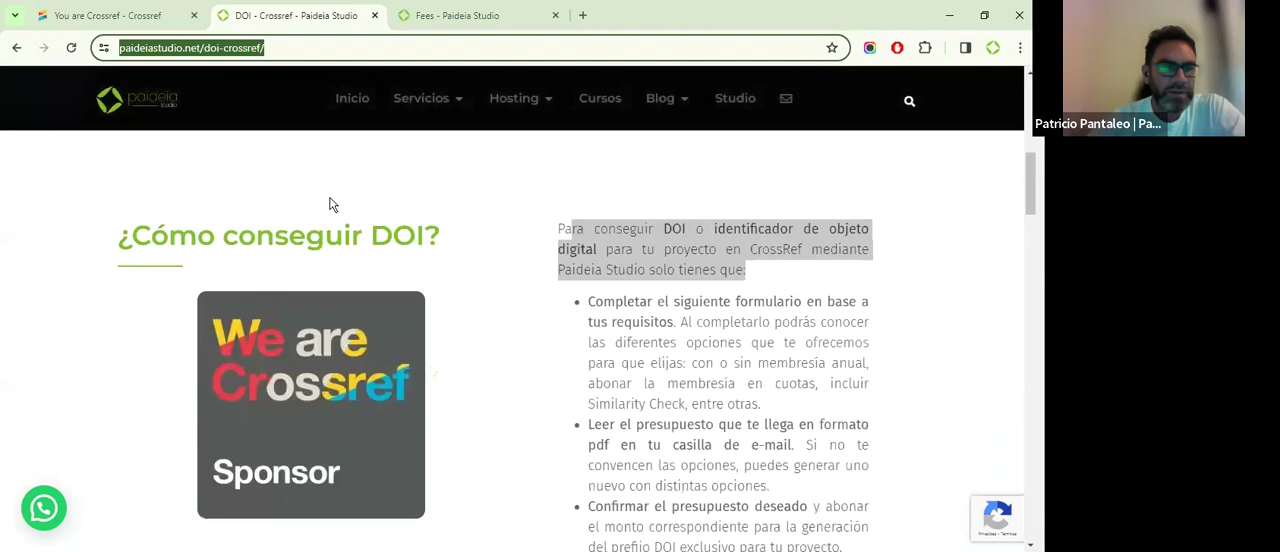 You are Crossref - Crossref
DOI - Crossref - Paideia Studio
Fees - Paideia Studio
paideiastudio.net/doi-crossref/
Patricio Pantaleo | Pa...
paideia
studio
Inicio
Servicios
Hosting
Cursos
Blog
Studio
¿Cómo conseguir DOI?
We are
Crossref
Sponsor
Para conseguir DOI o identificador de objeto
digital para tu proyecto en CrossRef mediante
Paideia Studio solo tienes que:
• Completar el siguiente formulario en base a
tus requisitos. Al completarlo podrás conocer
las diferentes opciones que te ofrecemos
para que elijas: con o sin membresía anual,
abonar la membresía en cuotas, incluir
Similarity Check, entre otras.
• Leer el presupuesto que te llega en formato
pdf en tu casilla de e-mail. Si no te
convencen las opciones, puedes generar uno
nuevo con distintas opciones.
• Confirmar el presupuesto deseado y abonar
el monto correspondiente para la generación
del prefijo DOI exclusivo para tu proyecto.
Privacidad - Términos